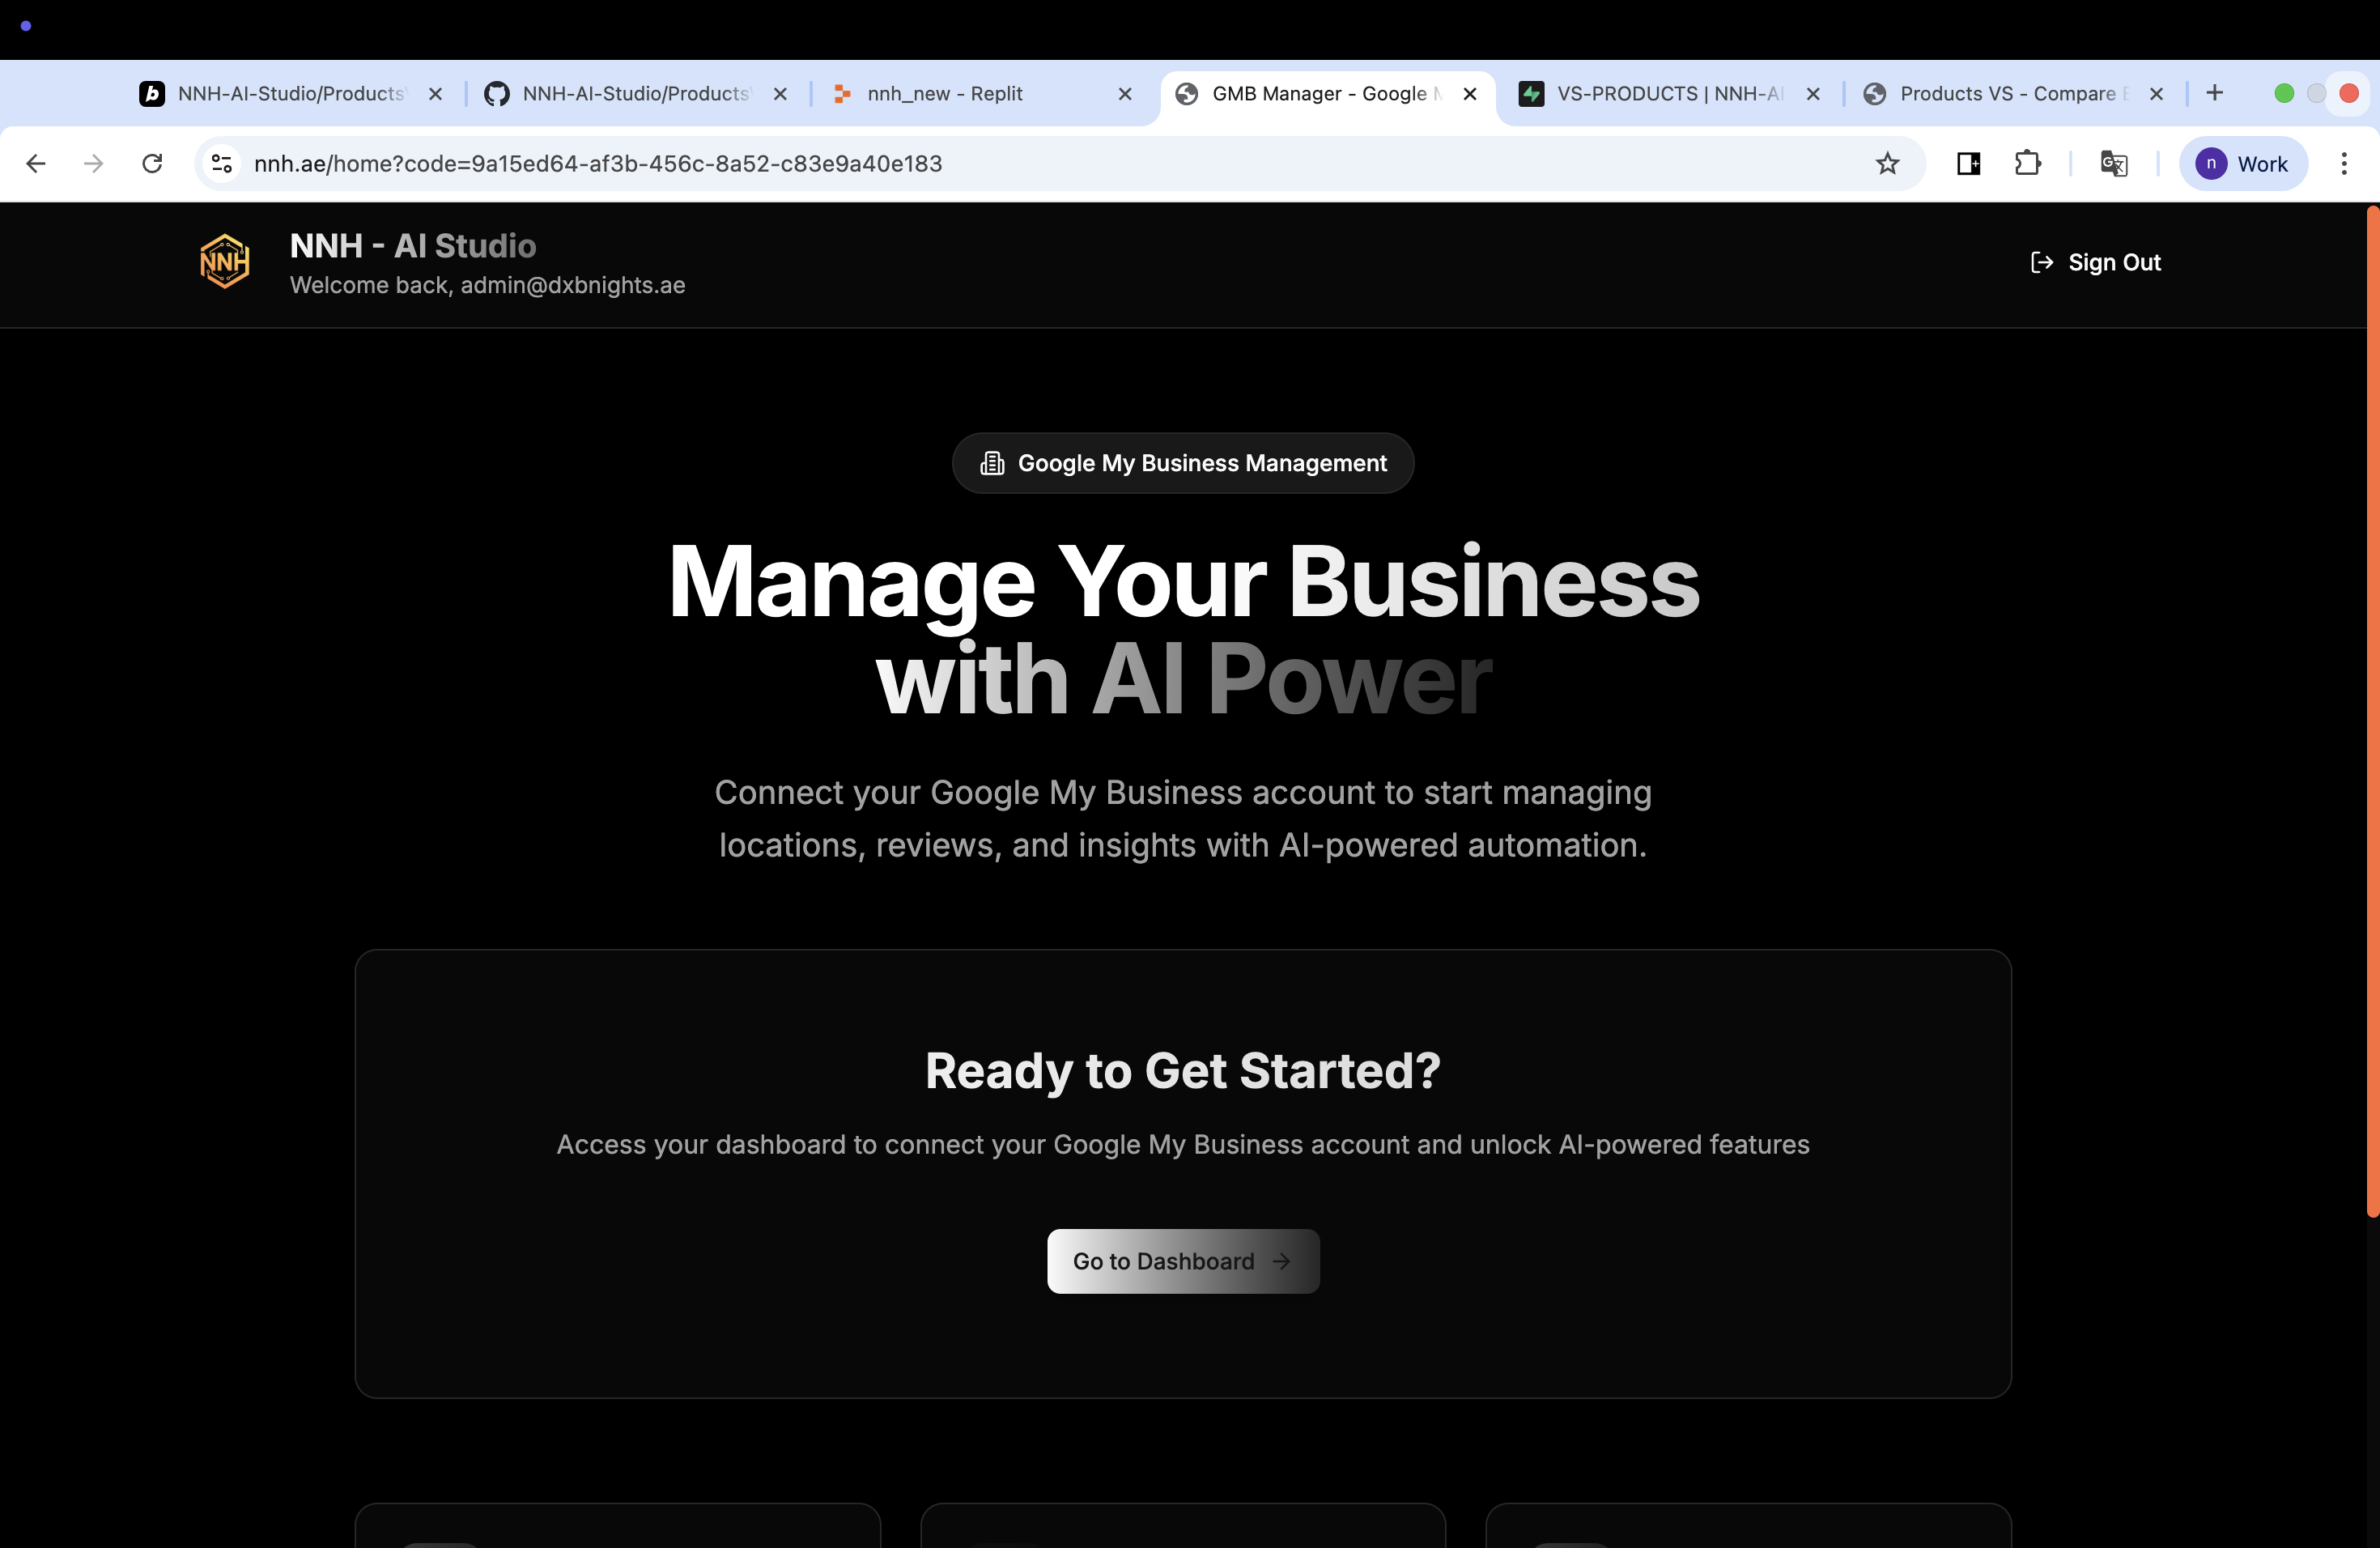 NNH-AI-Studio/Products
NNH-AI-Studio/Products
nnh_new - Replit
GMB Manager - Google
VS-PRODUCTS | NNH-AI
Products VS - Compare
nnh.ae/home?code=9a15ed64-af3b-456c-8a52-c83e9a40e183
n
Work
NNH
NNH - AI Studio
Welcome back, admin@dxbnights.ae
Sign Out
Google My Business Management
Manage Your Business
with AI Power
Connect your Google My Business account to start managing
locations, reviews, and insights with AI-powered automation.
Ready to Get Started?
Access your dashboard to connect your Google My Business account and unlock AI-powered features
Go to Dashboard